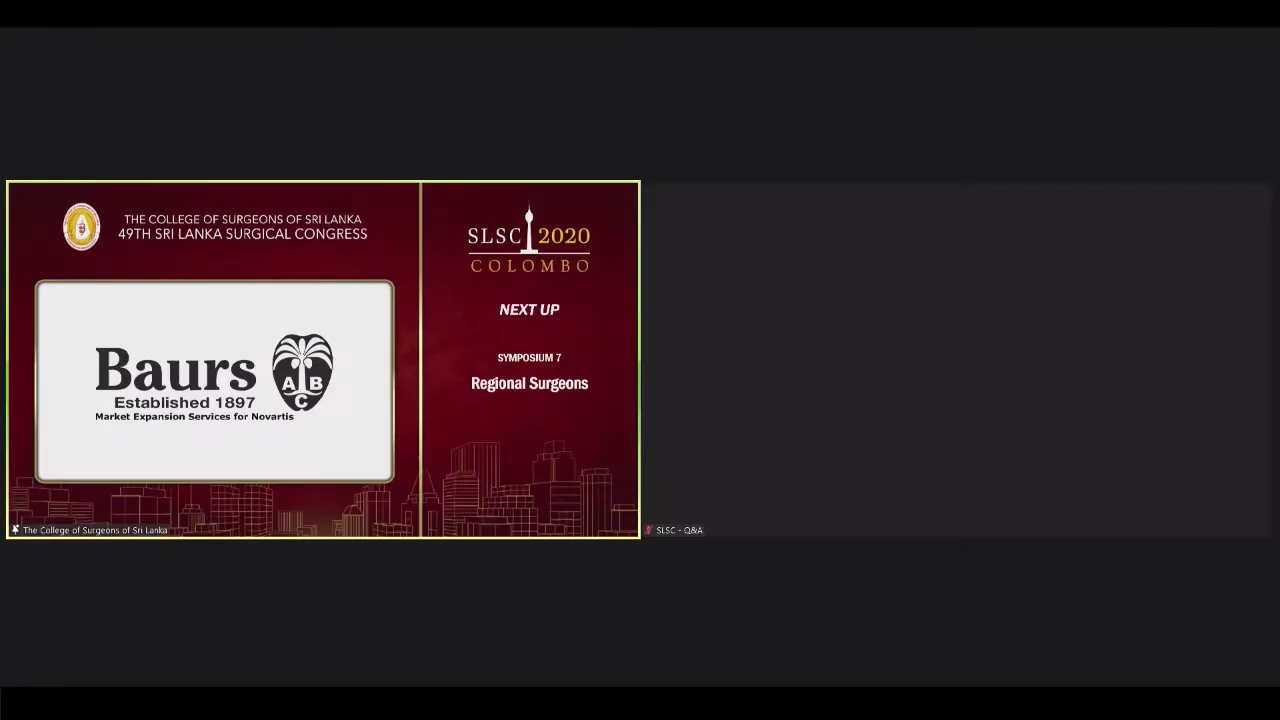 THE COLLEGE OF SURGEONS OF SRI LANKA
49TH SRI LANKA SURGICAL CONGRESS
Baurs
A B
C
Established 1897
Market Expansion Services for Novartis
SLSC 2020
COLOMBO
NEXT UP
SYMPOSIUM 7
Regional Surgeons
The College of Surgeons of Sri Lanka
SLSC - Q&A